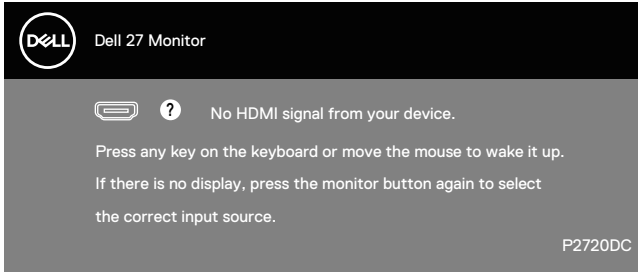 DELL
Dell 27 Monitor
? No HDMI signal from your device.
Press any key on the keyboard or move the mouse to wake it up.
If there is no display, press the monitor button again to select
the correct input source.
P2720DC